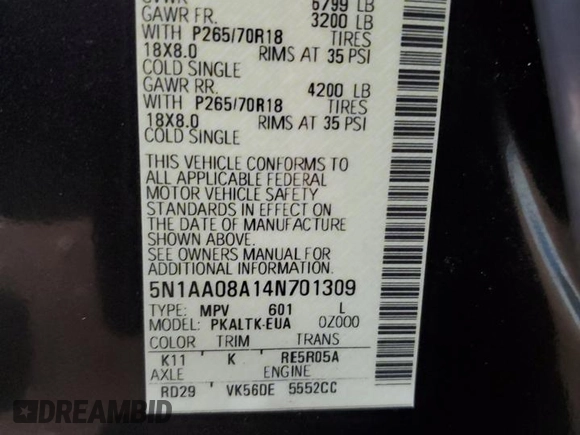 GVWR 6799 LB
GAWR FR. 3200 LB
WITH P265/70R18 TIRES
18X8.0 RIMS AT 35 PSI
COLD SINGLE
GAWR RR. 4200 LB
WITH P265/70R18 TIRES
18X8.0 RIMS AT 35 PSI
COLD SINGLE
THIS VEHICLE CONFORMS TO
ALL APPLICABLE FEDERAL
MOTOR VEHICLE SAFETY
STANDARDS IN EFFECT ON
THE DATE OF MANUFACTURE
SHOWN ABOVE.
SEE OWNERS MANUAL FOR
ADDITIONAL INFORMATION
5N1AA08A14N701309
TYPE: MPV 601 L
MODEL: PKALTK-EUA 0Z000
COLOR TRIM TRANS
K11 K RE5R05A
AXLE ENGINE
RD29 VK56DE 5552CC
DREAMBID